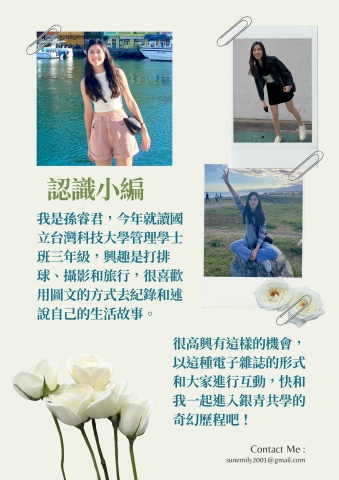 認識小編
我是孫睿君，今年就讀國
立台灣科技大學管理學士
班三年級，興趣是打排
球、攝影和旅行，很喜歡
用圖文的方式去紀錄和述
說自己的生活故事。
很高興有這樣的機會，
以這種電子雜誌的形式
和大家進行互動，快和
我一起進入銀青共學的
奇幻歷程吧！
Contact Me :
sunemily2001@gmail.com